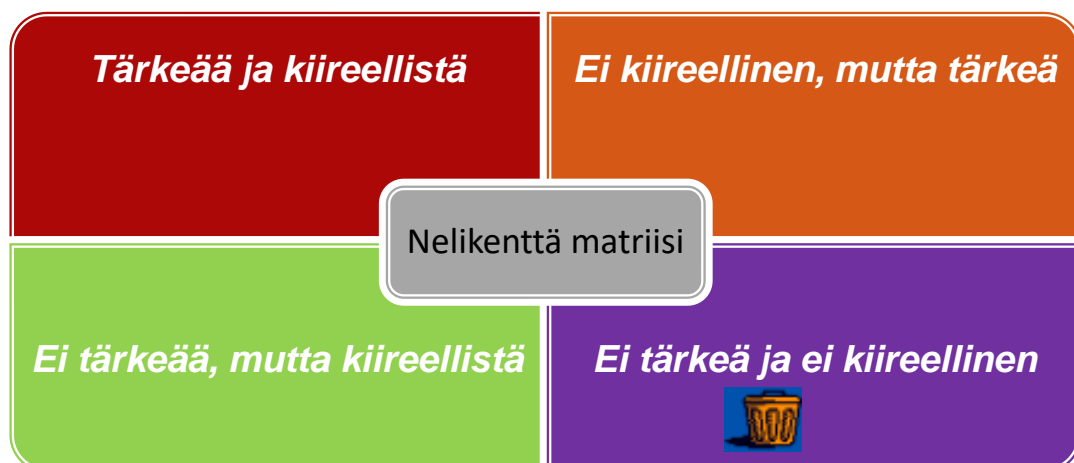 Tärkeää ja kiireellistä
Ei kiireellinen, mutta tärkeä
Nelikenttä matriisi
Ei tärkeää, mutta kiireellistä
Ei tärkeä ja ei kiireellinen